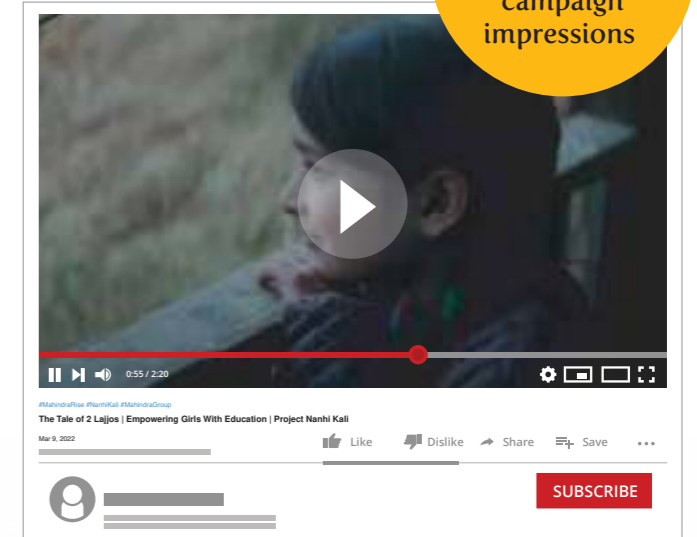 campaign
impressions
0:55 / 2:20
#MahindraRise #NanhiKali #MahindraGroup
The Tale of 2 Lajjos | Empowering Girls With Education | Project Nanhi Kali
Mar 9, 2022
Like Dislike Share Save
SUBSCRIBE